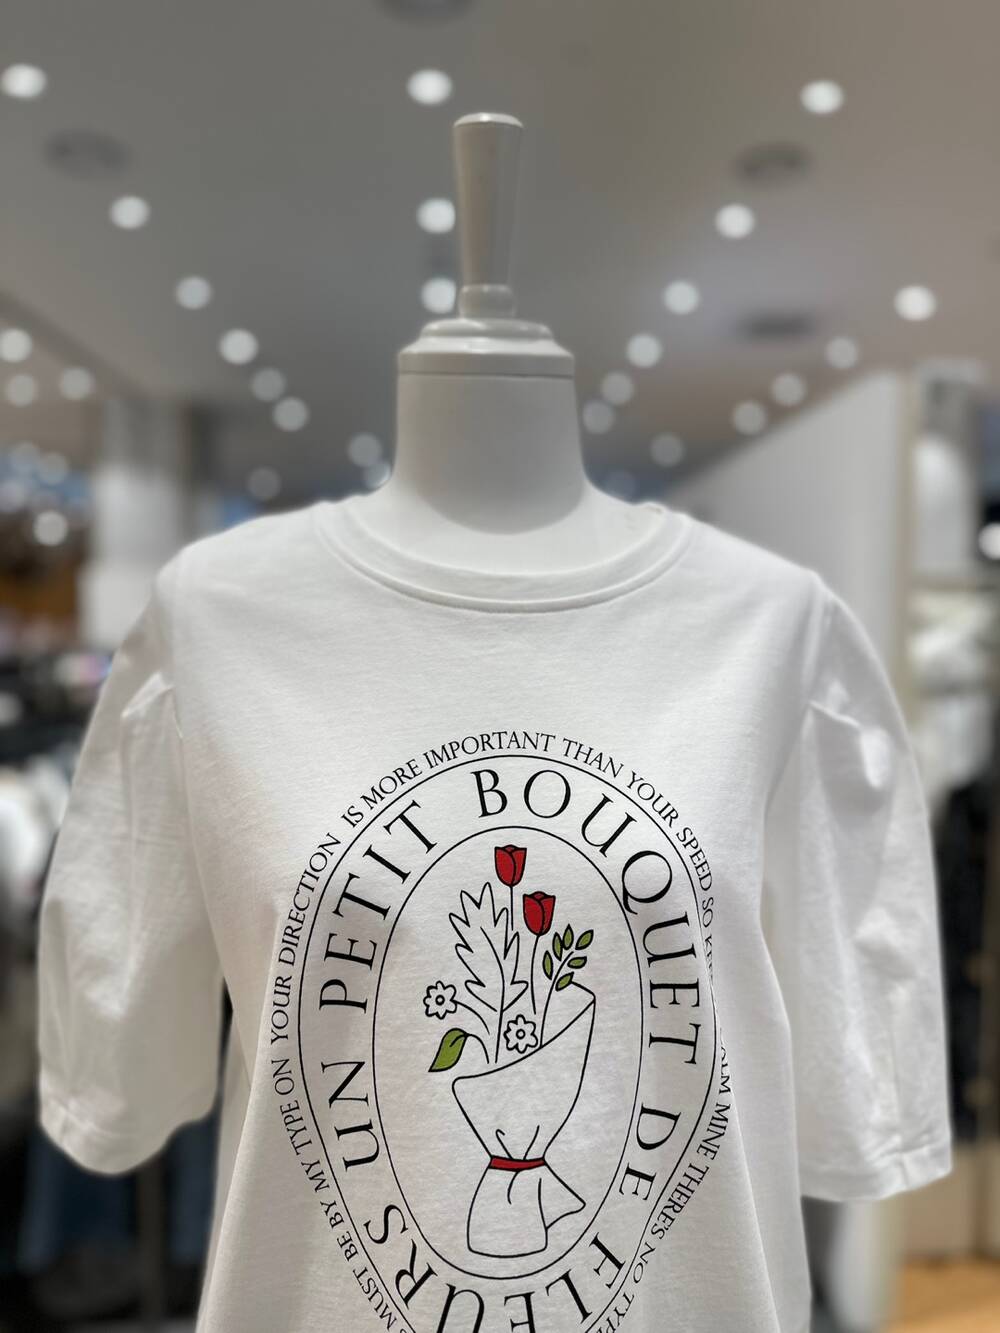 UN PETIT BOUQUET DE FLEURS
MUST BE BY MY TYPE ON YOUR DIRECTION IS MORE IMPORTANT THAN YOUR SPEED SO MINE THERE'S NO